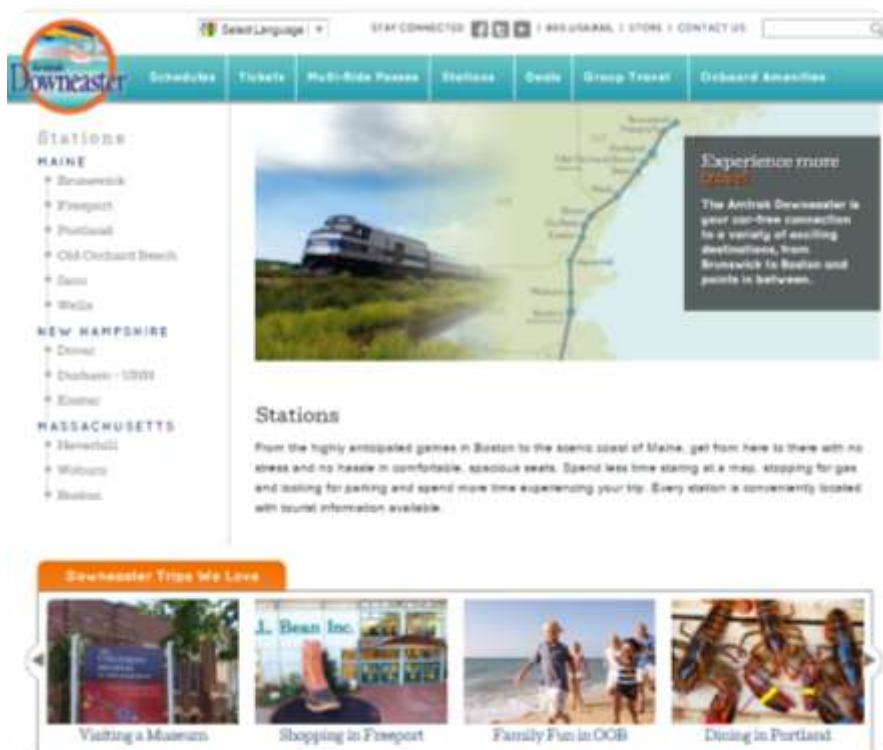 Select Language
STAY CONNECTED
| 800.USA.RAIL | STORE | CONTACT US
Amtrak
Downeaster
Schedules
Tickets
Multi-Ride Passes
Stations
Deals
Group Travel
Onboard Amenities
Stations
MAINE
Brunswick
Freeport
Portland
Old Orchard Beach
Saco
Wells
NEW HAMPSHIRE
Dover
Durham - UNH
Exeter
MASSACHUSETTS
Haverhill
Woburn
Boston
Experience more
The Amtrak Downeaster is
your car-free connection
to a variety of exciting
destinations, from
Brunswick to Boston and
points in between.
Stations
From the highly anticipated games in Boston to the scenic coast of Maine, get from here to there with no
stress and no hassle in comfortable, spacious seats. Spend less time staring at a map, stopping for gas
and looking for parking and spend more time experiencing your trip. Every station is conveniently located
with tourist information available.
Downeaster Trips We Love
L. Bean Inc.
Visiting a Museum
Shopping in Freeport
Family Fun in OOB
Dining in Portland